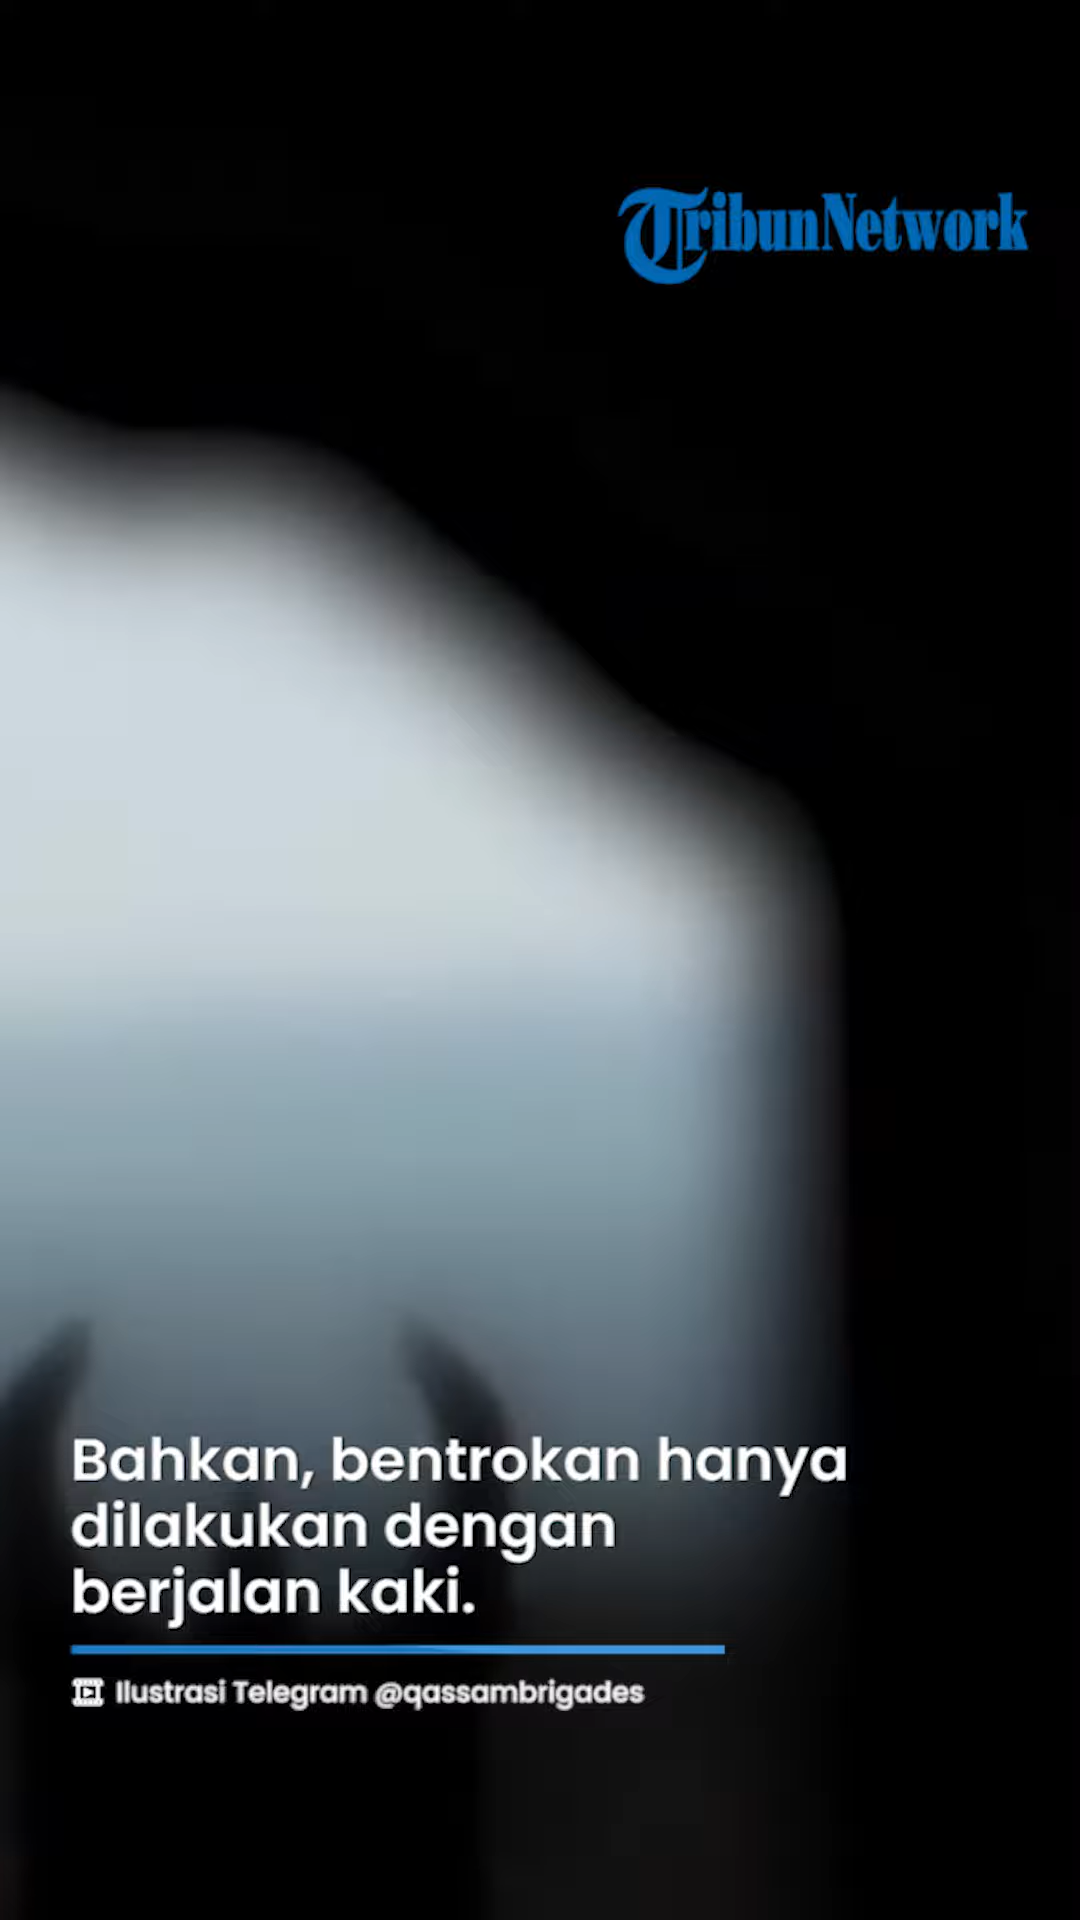 TribunNetwork
Bahkan, bentrokan hanya
dilakukan dengan
berjalan kaki.
Ilustrasi Telegram @qassambrigades